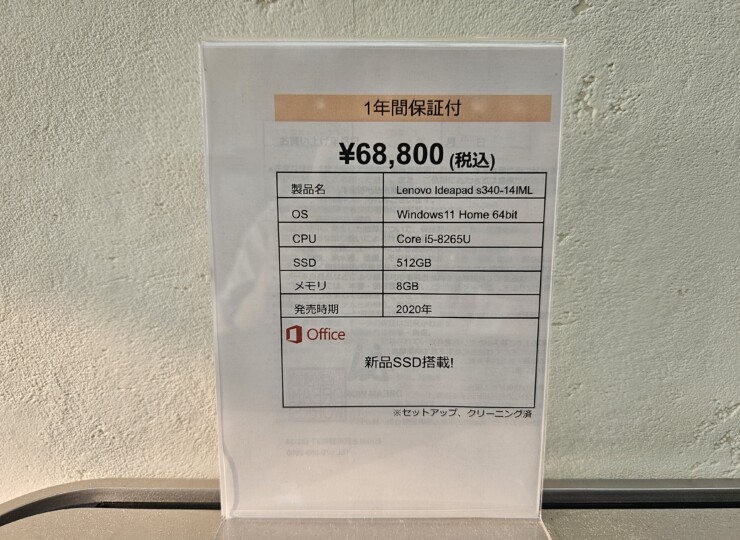 1年間保証付
¥68,800 (税込)
製品名 Lenovo Ideapad s340-14IML
OS Windows11 Home 64bit
CPU Core i5-8265U
SSD 512GB
メモリ 8GB
発売時期 2020年
Office
新品SSD搭載!
※セットアップ、クリーニング済